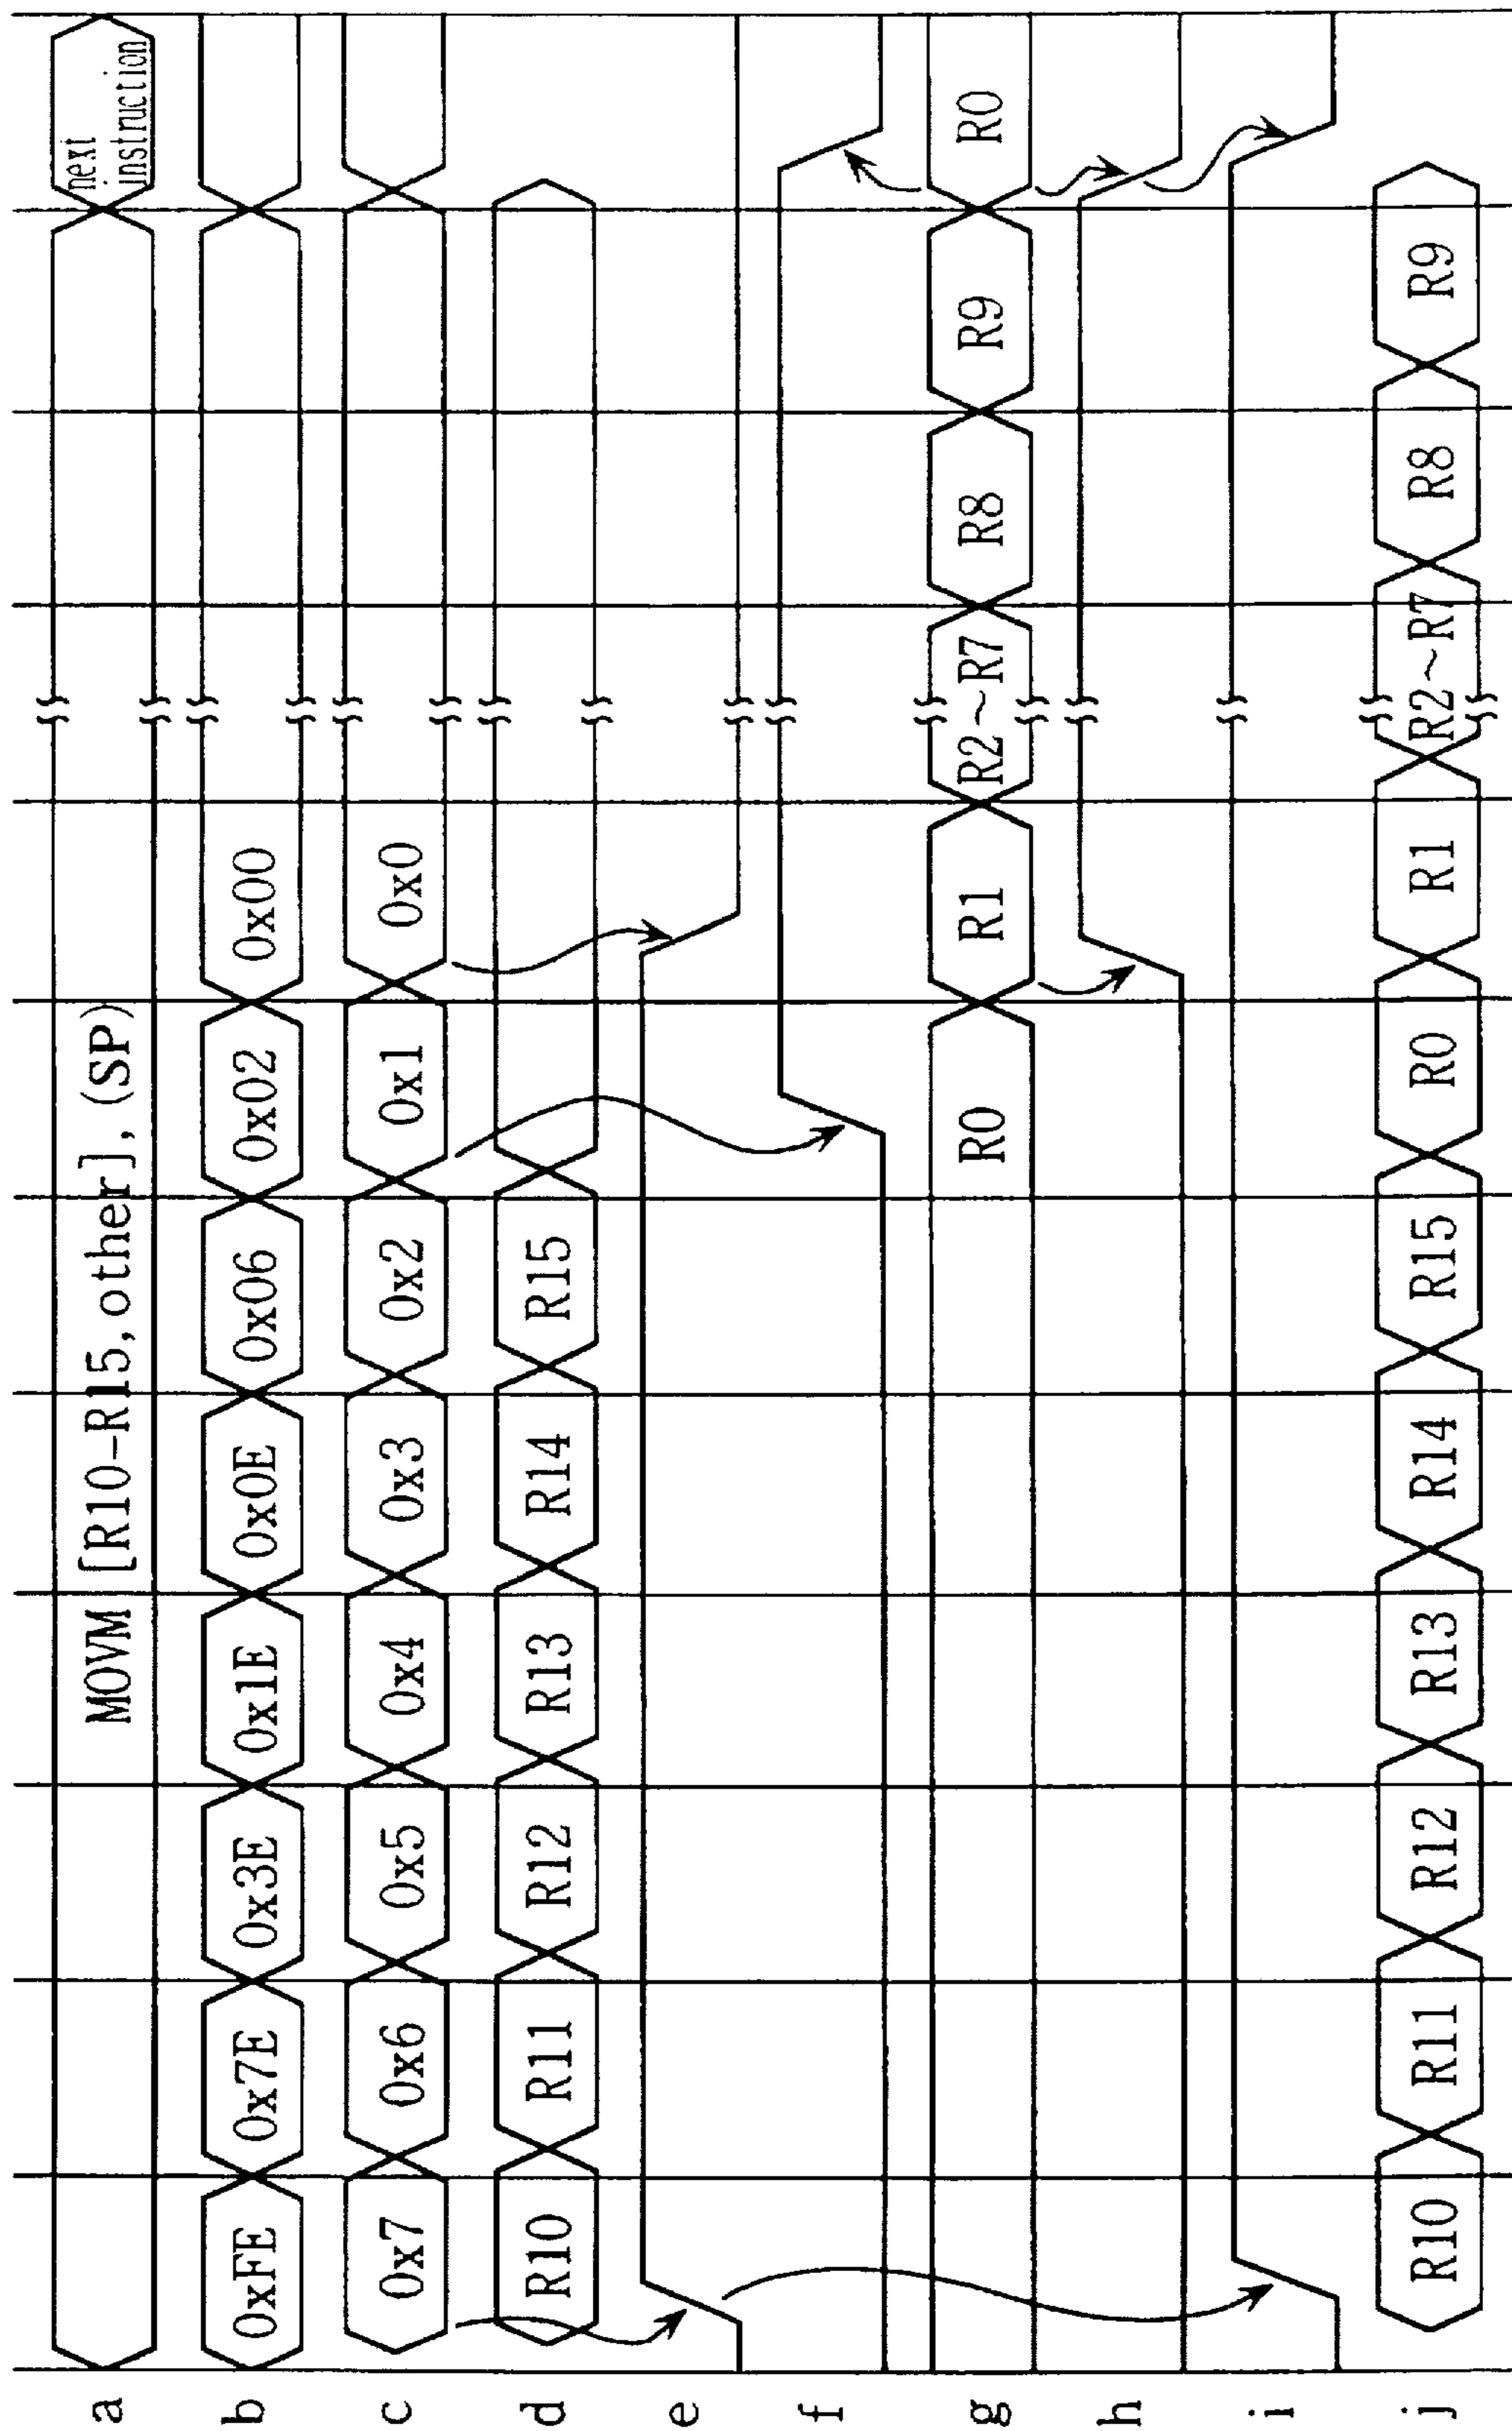 a MOVM [R10-R15, other], (SP) next instruction
b 0xFE 0x7E 0x3E 0x1E 0x0E 0x06 0x02 0x00
c 0x7 0x6 0x5 0x4 0x3 0x2 0x1 0x0
d R10 R11 R12 R13 R14 R15
e
f
g R0 R1 R2~R7 R8 R9 R0
h
i
j R10 R11 R12 R13 R14 R15 R0 R1 R2~R7 R8 R9